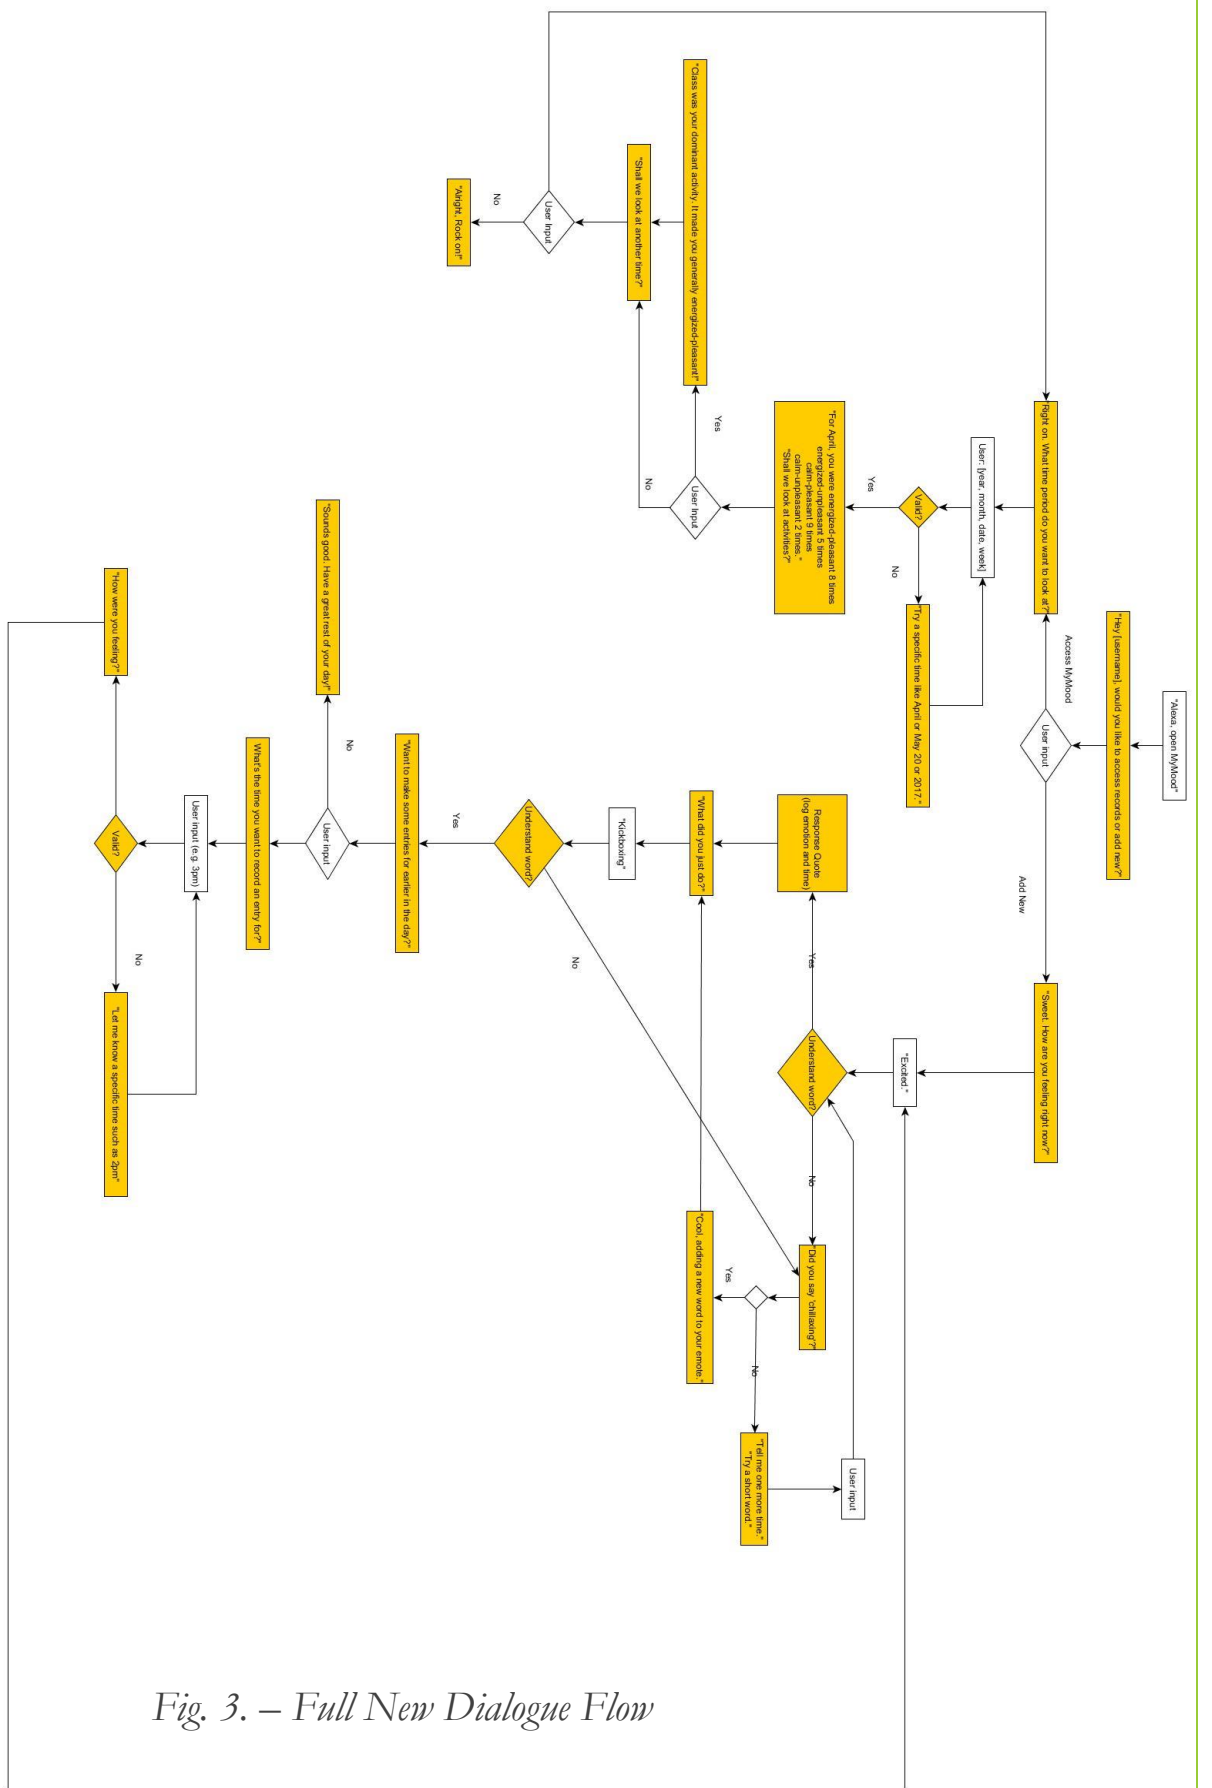 "Alexa, open MyMood"
"Hey [username], would you like to access records or add new?"
User input
Access MyMood
Add New
"Right on. What time period do you want to look at?"
User: [year, month, date, week]
Valid?
No
"Try a specific time like April or May 20 or 2017."
Yes
"For April, you were energized-pleasant 8 times
energized-unpleasant 5 times
calm-pleasant 9 times
calm-unpleasant 2 times."
"Shall we look at activities?"
User Input
Yes
No
"Class was your dominant activity. It made you generally energized-pleasant!"
"Shall we look at another time?"
User Input
No
"Alright, Rock on!"
"Sweet. How are you feeling right now?"
"Excited."
Understand word?
Yes
No
Response Quote
(log emotion and time)
"Did you say 'chillaxing'?"
Yes
No
"Cool, adding a new word to your emote."
"Tell me one more time."
"Try a short word."
User input
"What did you just do?"
"Kickboxing"
Understand word?
No
Yes
"Want to make some entries for earlier in the day?"
User input
No
"Sounds good. Have a great rest of your day!"
What's the time you want to record an entry for?"
User input (e.g. 3pm)
Valid?
No
"Let me know a specific time such as 2pm"
"How were you feeling?"
Fig. 3. – Full New Dialogue Flow